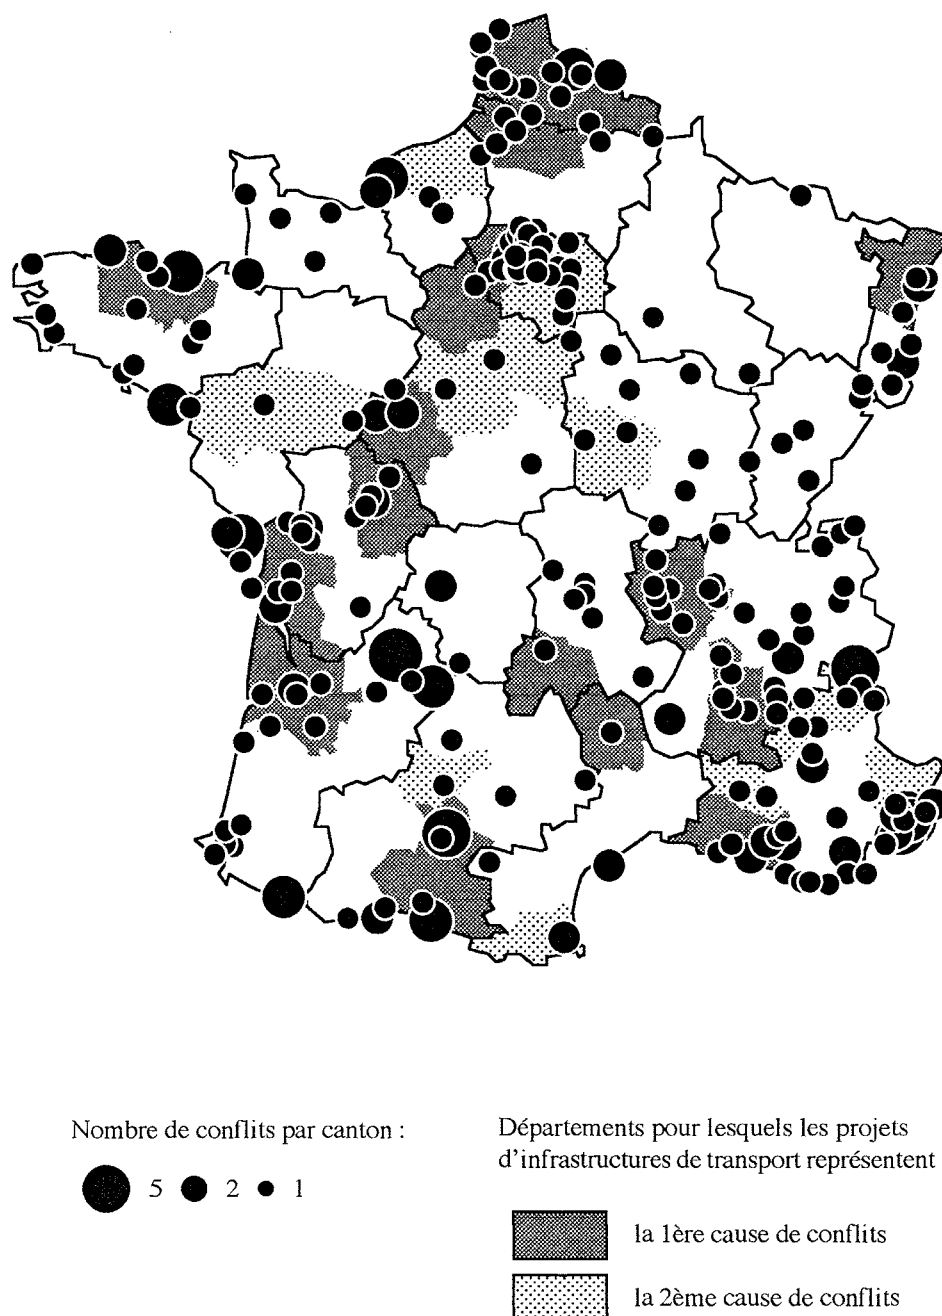 Nombre de conflits par canton :
5 2 1
Départements pour lesquels les projets
d'infrastructures de transport représentent
la 1ère cause de conflits
la 2ème cause de conflits